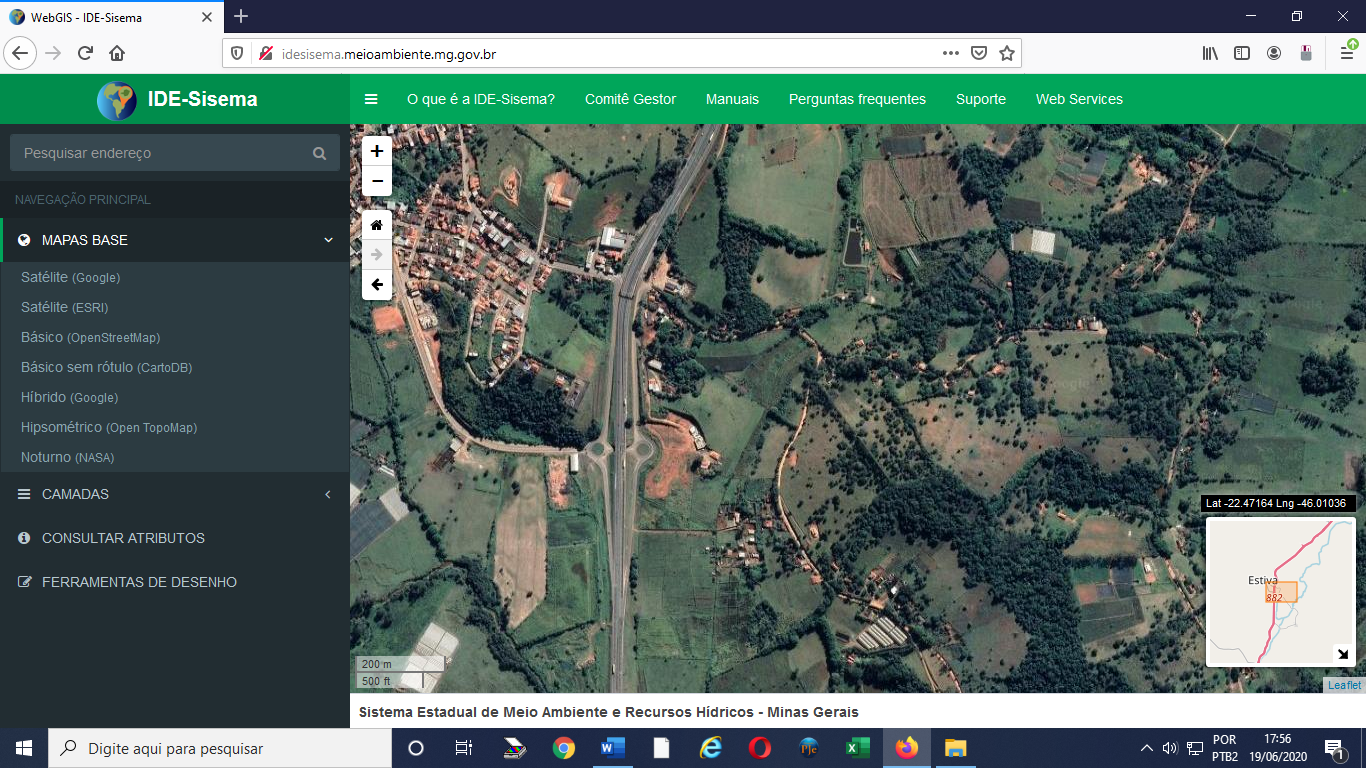 WebGIS - IDE-Sisema
idesisema.meioambiente.mg.gov.br
IDE-Sisema
O que é a IDE-Sisema? Comitê Gestor Manuais Perguntas frequentes Suporte Web Services
Pesquisar endereço
NAVEGAÇÃO PRINCIPAL
MAPAS BASE
Satélite (Google)
Satélite (ESRI)
Básico (OpenStreetMap)
Básico sem rótulo (CartoDB)
Híbrido (Google)
Hipsométrico (Open TopoMap)
Noturno (NASA)
CAMADAS
CONSULTAR ATRIBUTOS
FERRAMENTAS DE DESENHO
+
−
Google
Lat -22.47164 Lng -46.01036
Estiva
882
200 m
500 ft
Leaflet
Sistema Estadual de Meio Ambiente e Recursos Hídricos - Minas Gerais
Digite aqui para pesquisar
PJe
POR
PTB2
17:56
19/06/2020
1